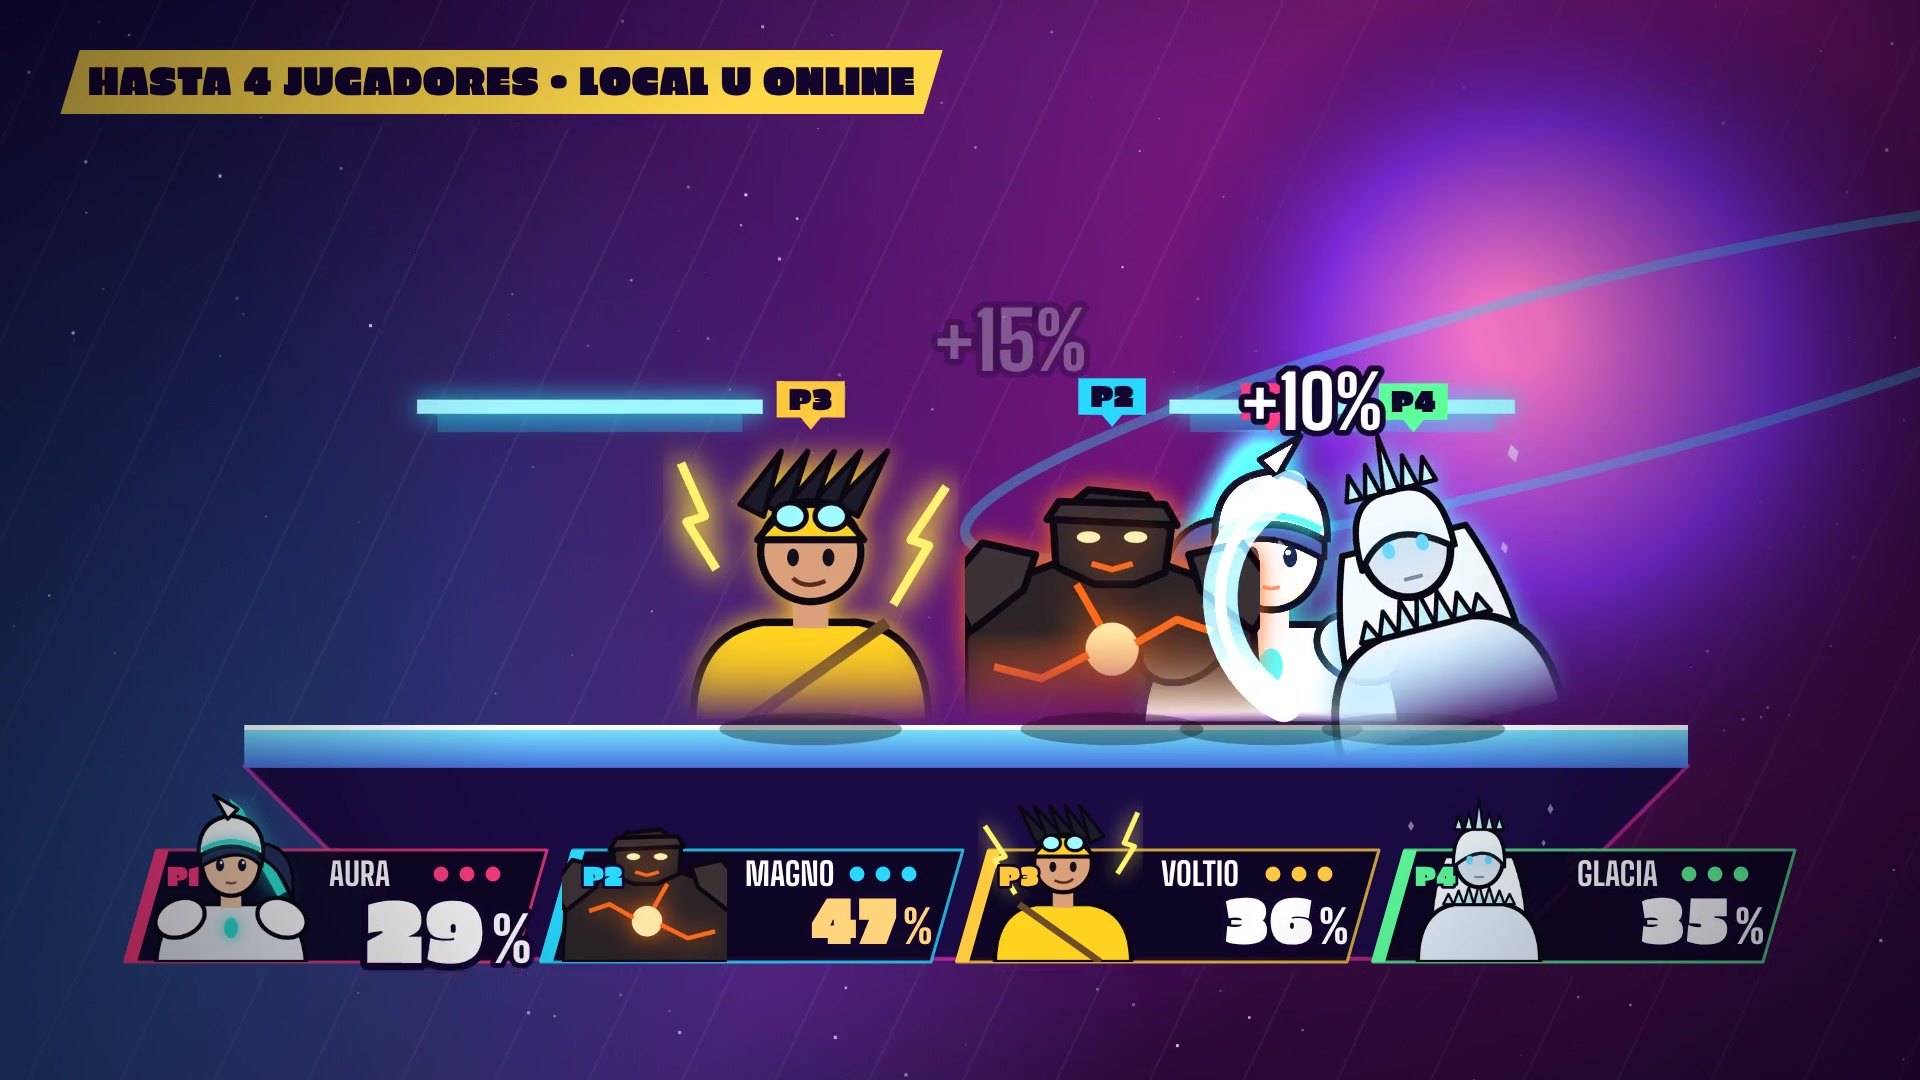 HASTA 4 JUGADORES • LOCAL U ONLINE
+15%
P3
P2
+10%
P4
P1
AURA
29%
P2
MAGNO
47%
P3
VOLTIO
36%
P4
GLACIA
35%